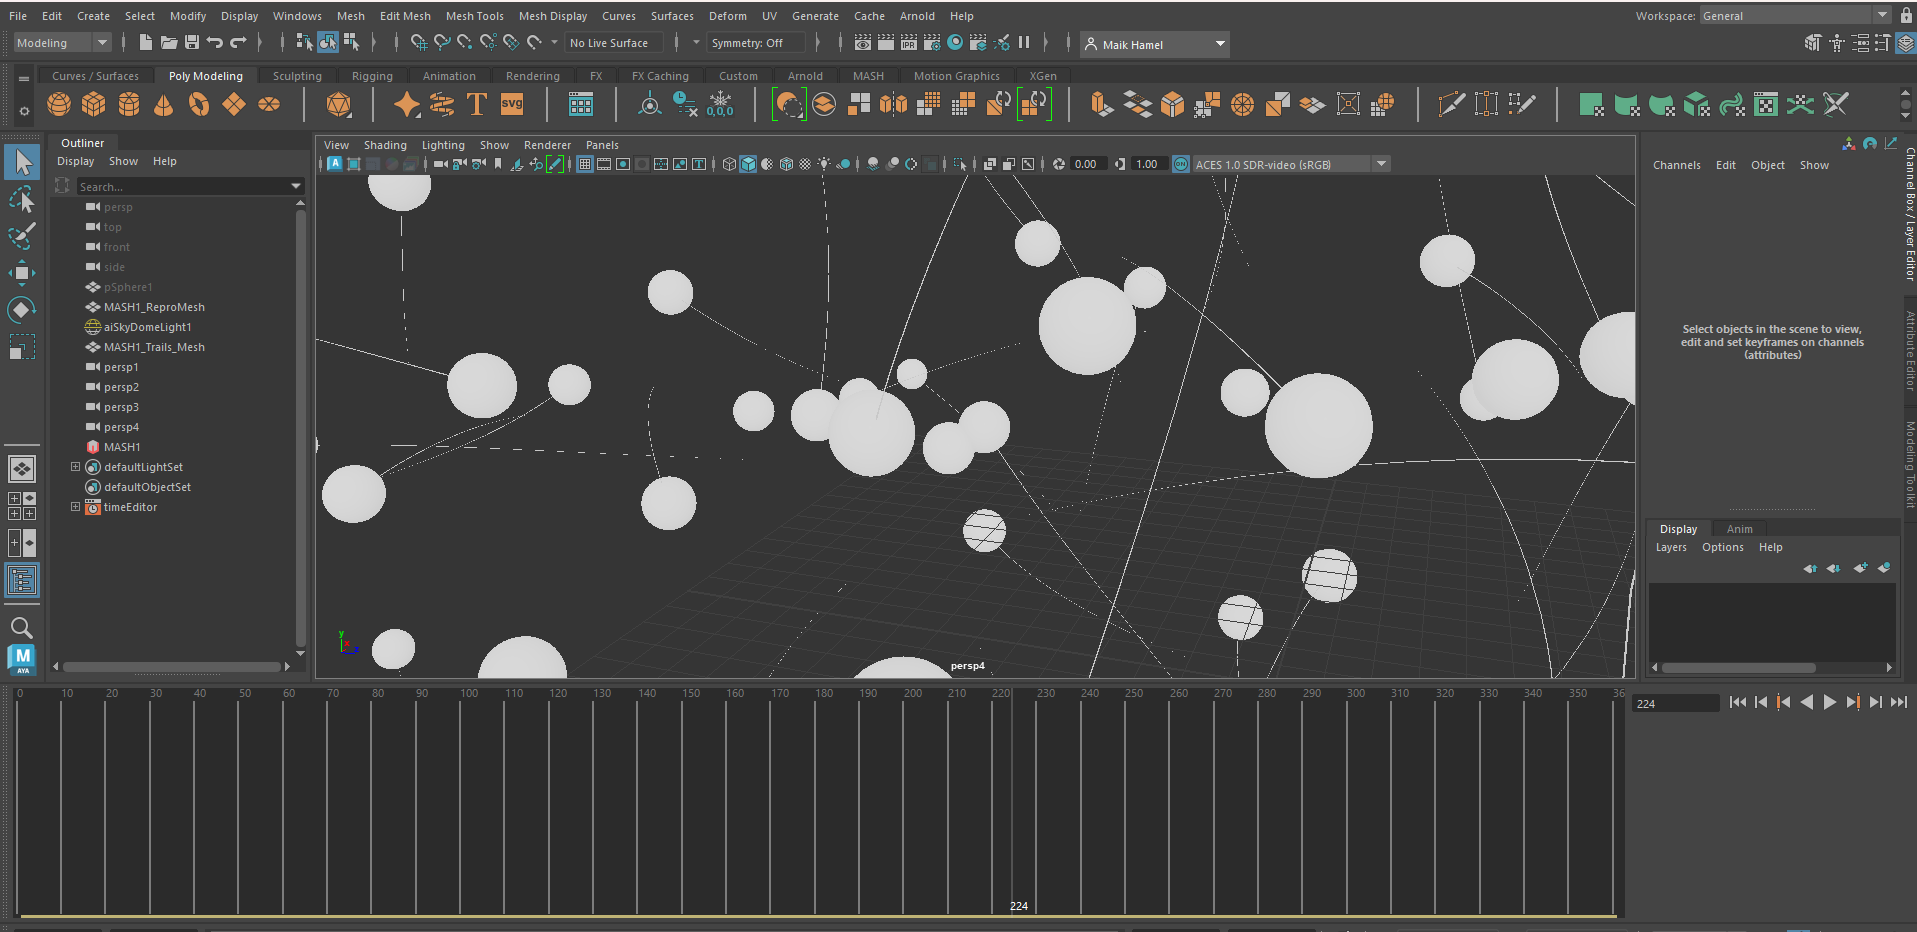 File Edit Create Select Modify Display Windows Mesh Edit Mesh Mesh Tools Mesh Display Curves Surfaces Deform UV Generate Cache Arnold Help
Workspace: General
Modeling
No Live Surface
Symmetry: Off
IPR
Maik Hamel
Curves / Surfaces Poly Modeling Sculpting Rigging Animation Rendering FX FX Caching Custom Arnold MASH Motion Graphics XGen
T
SVG
0,0,0
Outliner
Display Show Help
Search...
persp
top
front
side
pSphere1
MASH1_ReproMesh
aiSkyDomeLight1
MASH1_Trails_Mesh
persp1
persp2
persp3
persp4
MASH1
defaultLightSet
defaultObjectSet
timeEditor
M
AYA
View Shading Lighting Show Renderer Panels
0.00
1.00
ON
ACES 1.0 SDR-video (sRGB)
y
z
persp4
Channels Edit Object Show
Select objects in the scene to view,
edit and set keyframes on channels
(attributes)
Channel Box / Layer Editor
Attribute Editor
Modeling Toolkit
Display Anim
Layers Options Help
0 10 20 30 40 50 60 70 80 90 100 110 120 130 140 150 160 170 180 190 200 210 220 230 240 250 260 270 280 290 300 310 320 330 340 350 36
224
224